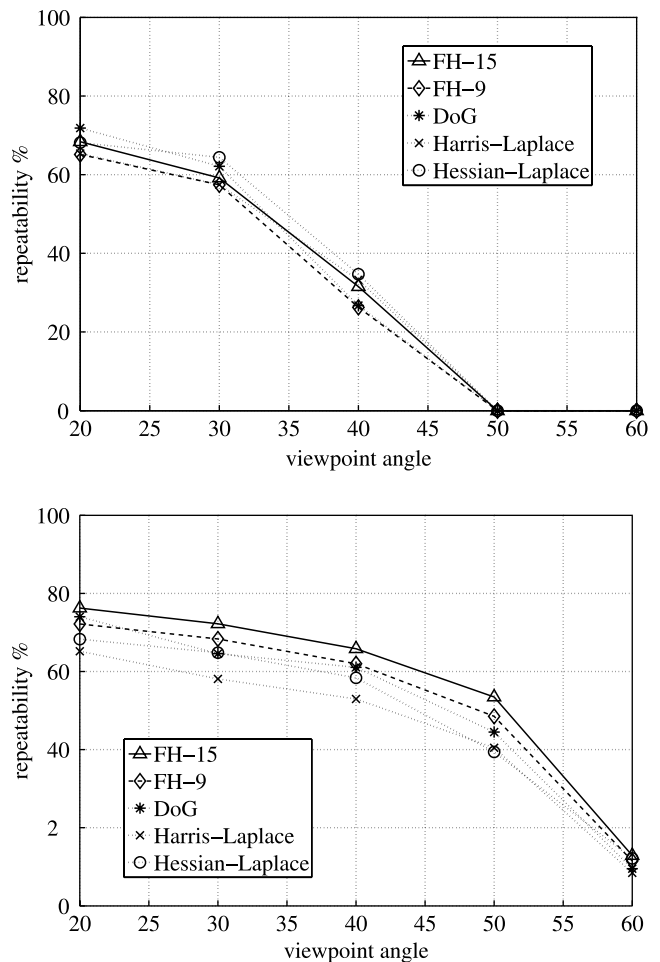 100
80
60
40
20
0
repeatability %
FH−15
FH−9
DoG
Harris−Laplace
Hessian−Laplace
20 25 30 35 40 45 50 55 60
viewpoint angle
100
80
60
40
2
0
repeatability %
FH−15
FH−9
DoG
Harris−Laplace
Hessian−Laplace
20 25 30 35 40 45 50 55 60
viewpoint angle